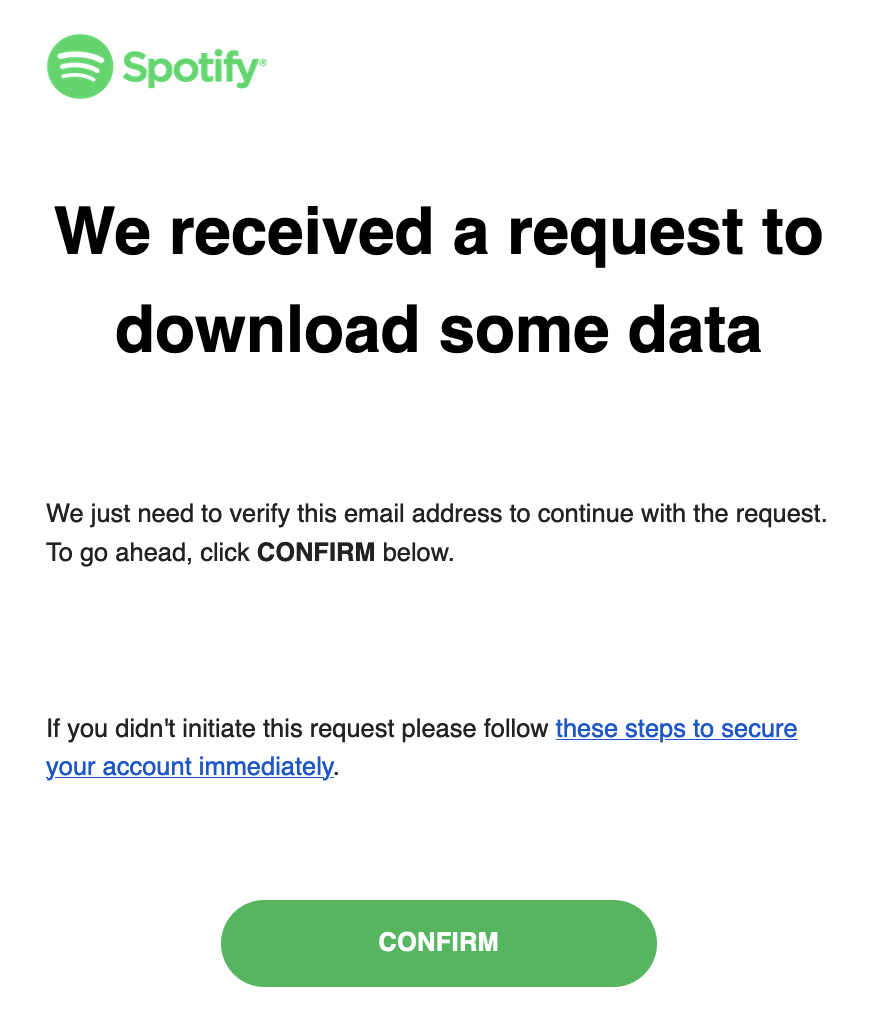 Spotify®
We received a request to
download some data
We just need to verify this email address to continue with the request.
To go ahead, click CONFIRM below.
If you didn't initiate this request please follow these steps to secure
your account immediately.
CONFIRM